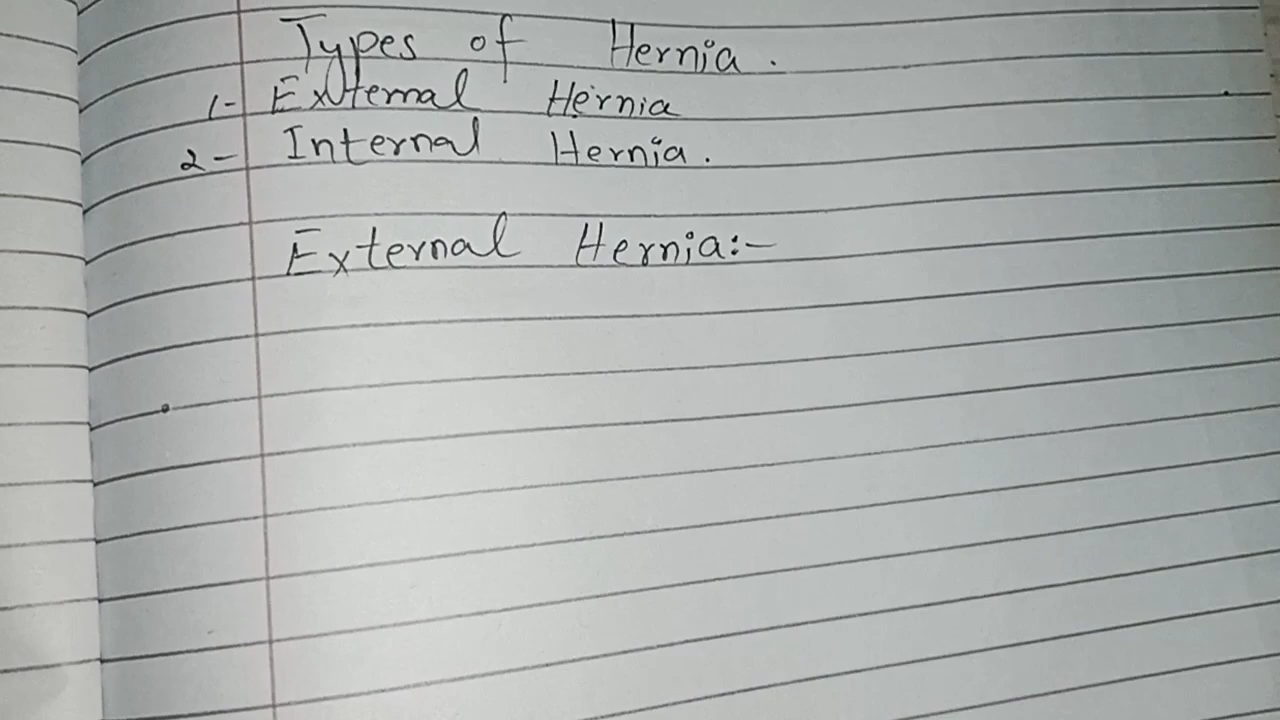 Types of Hernia.
1- External Hernia
2- Internal Hernia.
External Hernia:-